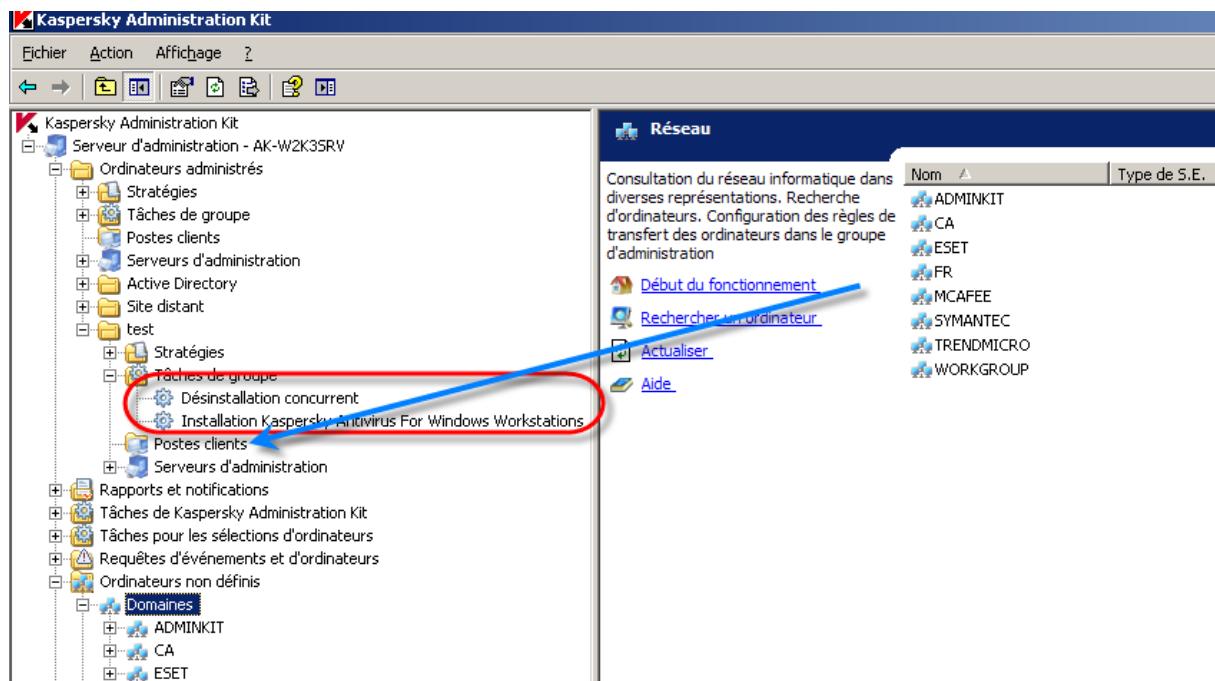 Kaspersky Administration Kit
Fichier Action Affichage ?
Kaspersky Administration Kit
Serveur d'administration - AK-W2K3SRV
Ordinateurs administrés
Stratégies
Tâches de groupe
Postes clients
Serveurs d'administration
Active Directory
Site distant
test
Stratégies
Tâches de groupe
Désinstallation concurrent
Installation Kaspersky Antivirus For Windows Workstations
Postes clients
Serveurs d'administration
Rapports et notifications
Tâches de Kaspersky Administration Kit
Tâches pour les sélections d'ordinateurs
Requêtes d'événements et d'ordinateurs
Ordinateurs non définis
Domaines
ADMINKIT
CA
ESET
Réseau
Consultation du réseau informatique dans
diverses représentations. Recherche
d'ordinateurs. Configuration des règles de
transfert des ordinateurs dans le groupe
d'administration
Début du fonctionnement
Rechercher un ordinateur
Actualiser
Aide
Nom Type de S.E.
ADMINKIT
CA
ESET
FR
MCAFEE
SYMANTEC
TRENDMICRO
WORKGROUP